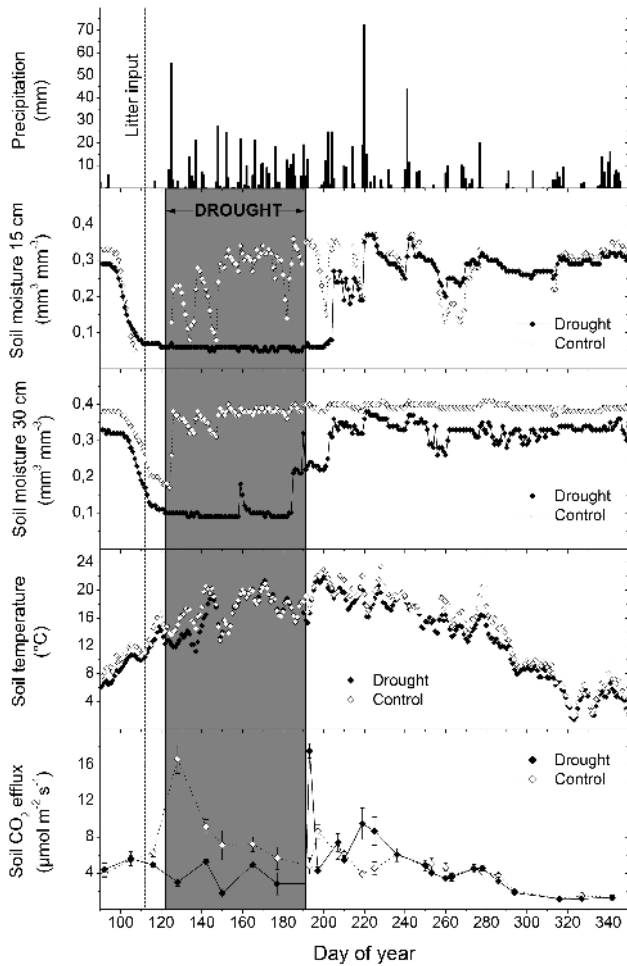 Precipitation
(mm)
70
60
50
40
30
20
10
Litter input
DROUGHT
Soil moisture 15 cm
(mm³ mm⁻³)
0,4
0,3
0,2
0,1
Drought
Control
Soil moisture 30 cm
(mm³ mm⁻³)
0,4
0,3
0,2
0,1
Drought
Control
Soil temperature
(°C)
24
20
16
12
8
4
Drought
Control
Soil CO₂ efflux
(µmol m⁻² s⁻¹)
16
12
8
4
Drought
Control
100 120 140 160 180 200 220 240 260 280 300 320 340
Day of year